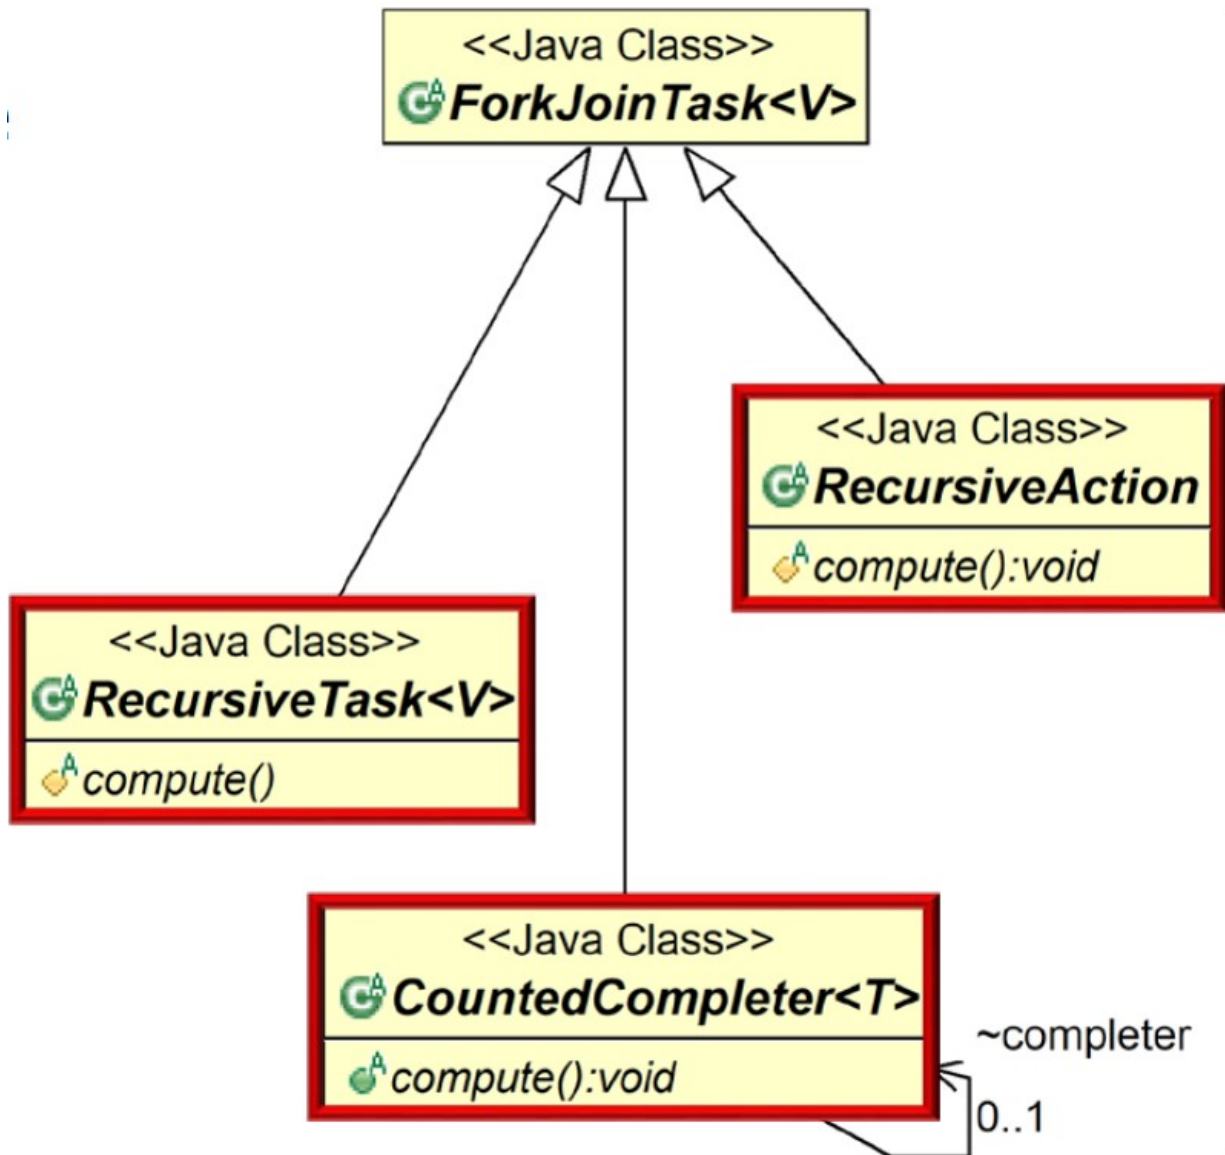 <<Java Class>>
ForkJoinTask<V>
<<Java Class>>
RecursiveAction
compute():void
<<Java Class>>
RecursiveTask<V>
compute()
<<Java Class>>
CountedCompleter<T>
compute():void
~completer
0..1